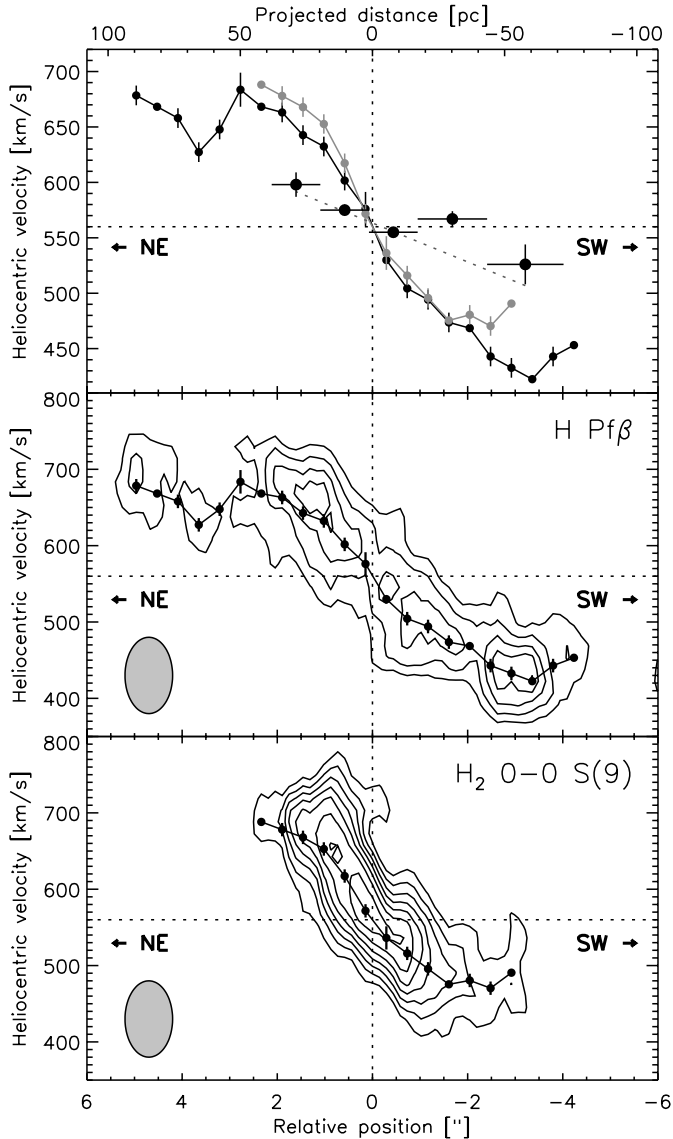 Projected distance [pc]
100 50 0 −50 −100
700
650
600
550
500
450
Heliocentric velocity [km/s]
NE
SW
800
700
600
500
400
Heliocentric velocity [km/s]
H Pfβ
NE
SW
800
700
600
500
400
Heliocentric velocity [km/s]
H₂ 0−0 S(9)
NE
SW
6 4 2 0 −2 −4 −6
Relative position ["]